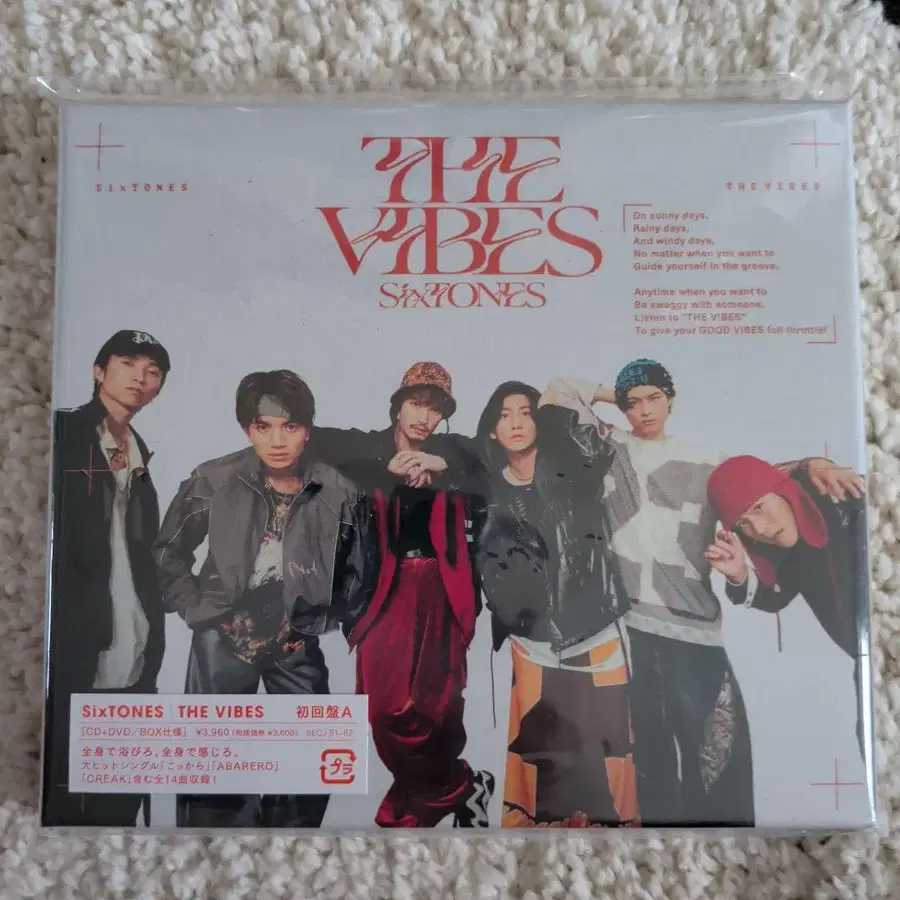 THE
VIBES
SixTONES
SixTONES
THE VIBES
On sunny days,
Rainy days,
And windy days,
No matter when you want to
Guide yourself in the groove,
Anytime when you want to
Be swaggy with someone,
Listen to "THE VIBES"
To give your GOOD VIBES full throttle!
SixTONES THE VIBES 初回盤A
[CD+DVD/BOX仕様] ¥3,960 [税抜価格 ¥3,600] SECJ 81-82
全身で浴びろ。全身で感じろ。
大ヒットシングル「こっから」「ABARERO」
「CREAK」含む全14曲収録!
プラ